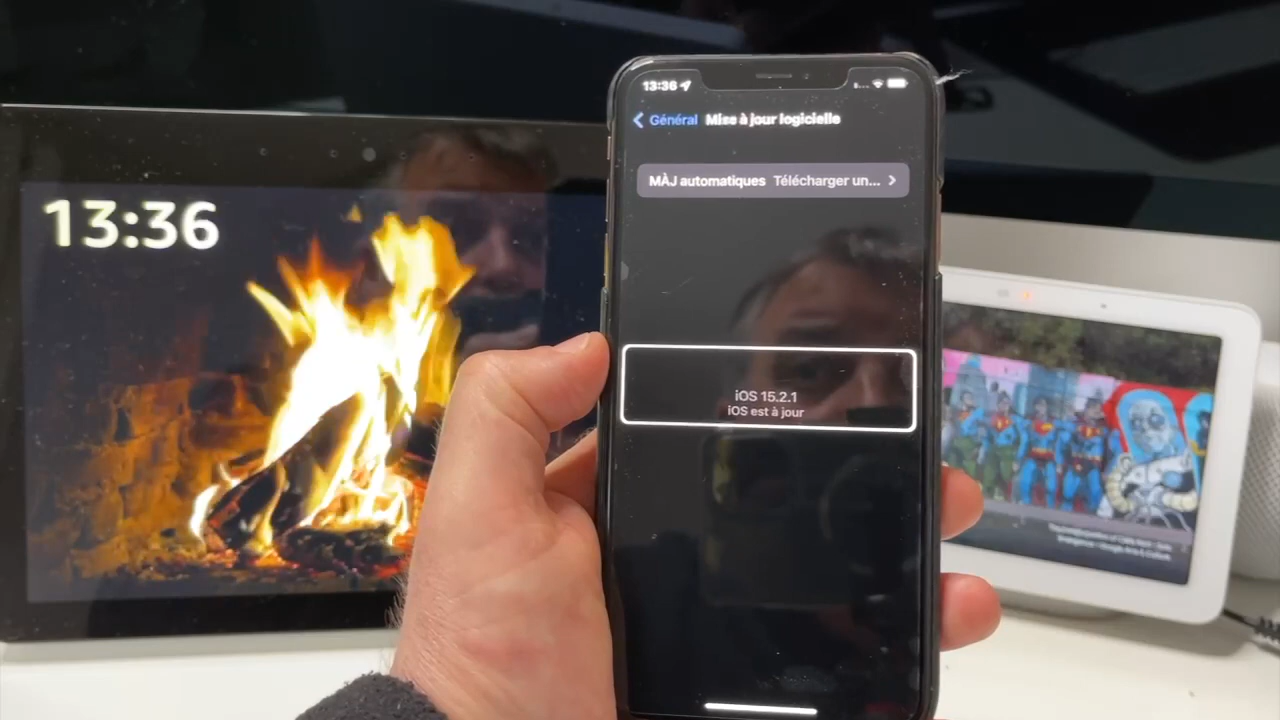 13:36
13:36
Général Mise à jour logicielle
MÀJ automatiques Télécharger un...
iOS 15.2.1
iOS est à jour